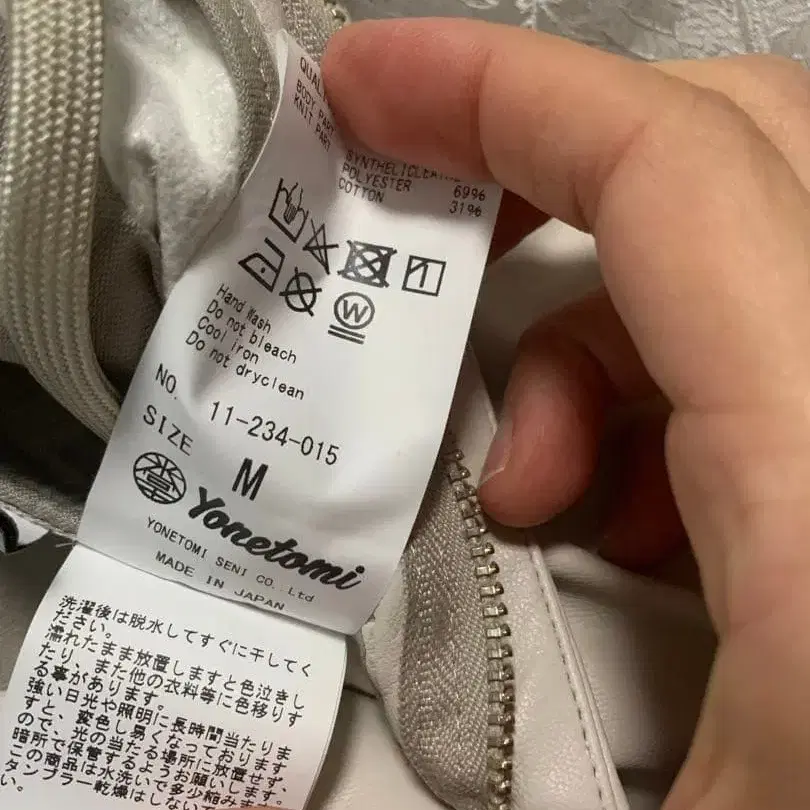 BODY PART
KNIT PART
POLYESTER 69%
COTTON 31%
W
Hand Wash
Do not bleach
Cool iron
Do not dryclean
NO. 11-234-015
SIZE M
Yonetomi
YONETOMI SENI CO.,Ltd
MADE IN JAPAN
洗濯後は脱水してすぐに干してく
ださい。
濡れたまま放置しますと色泣きし
たり、また他の衣料等に色移りす
る事があります。
強い日光や照明に長時間当たりま
すと、変色し易くなっております
ので、光の当たる場所に放置せず、
暗所で保管するようお願いします。
この商品は水洗いで多少縮みま
タンブラー乾燥はしない
い。